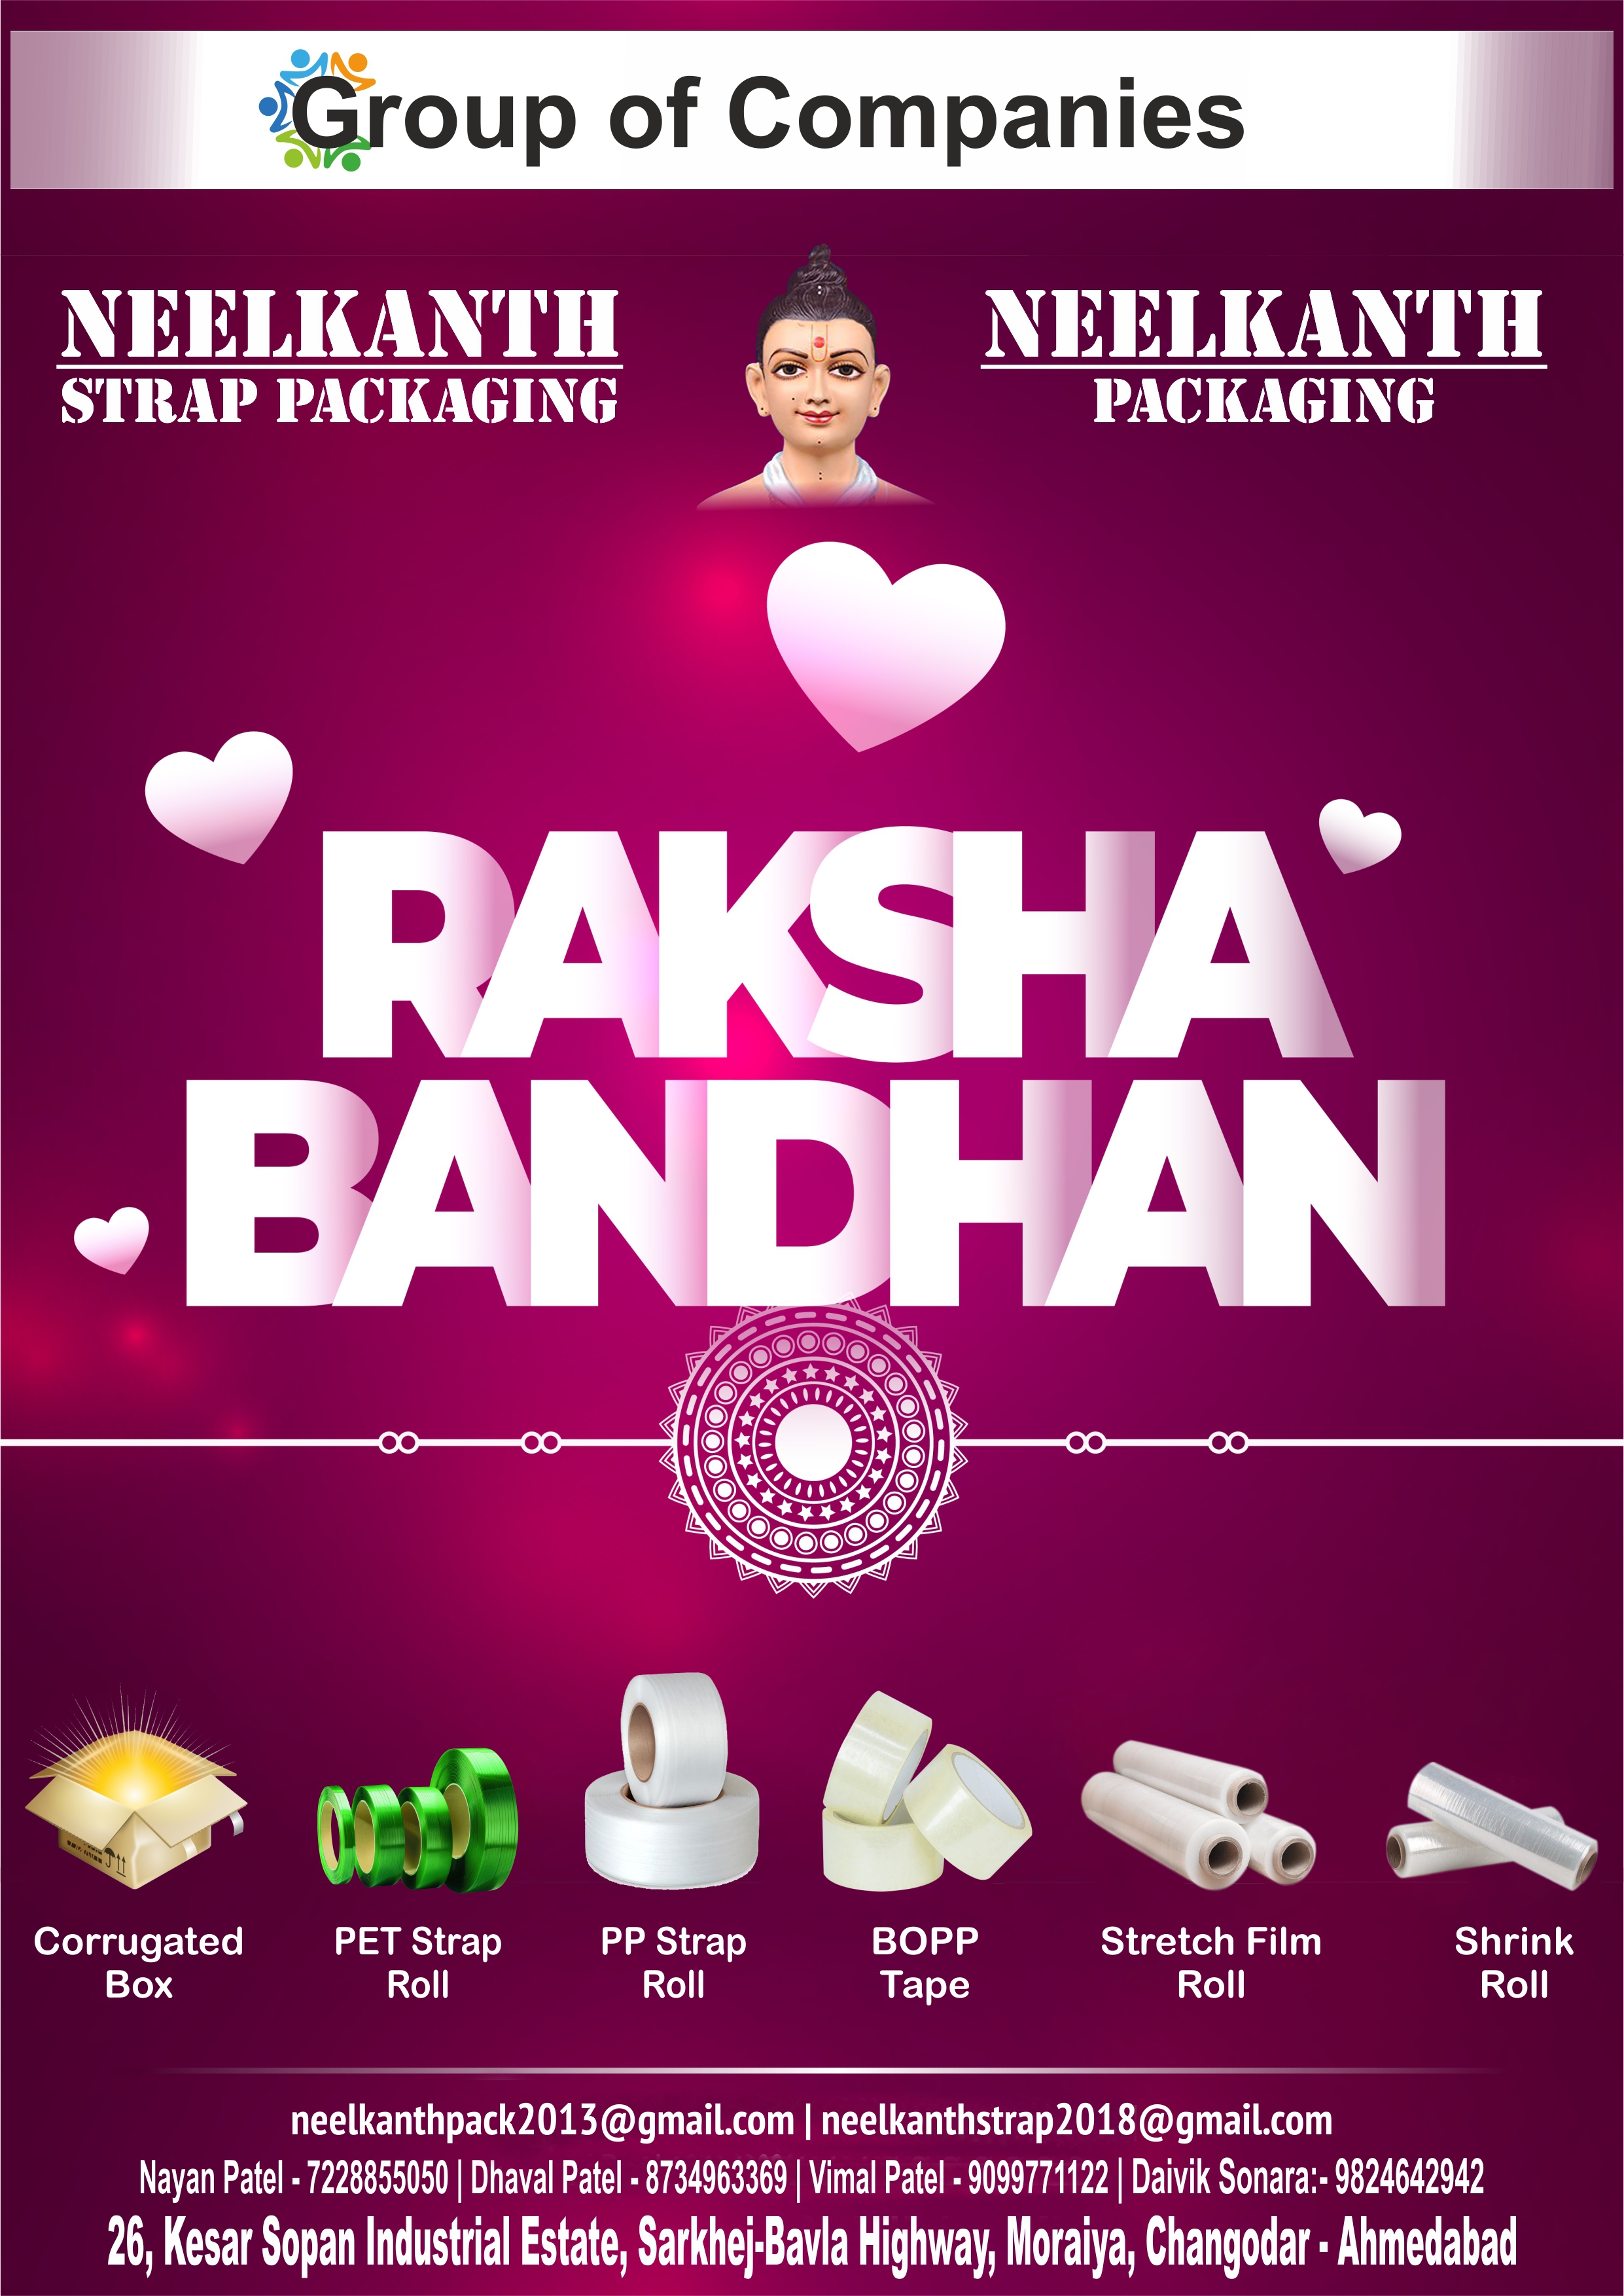 Group of Companies
NEELKANTH
STRAP PACKAGING
NEELKANTH
PACKAGING
RAKSHA
BANDHAN
Corrugated
Box
PET Strap
Roll
PP Strap
Roll
BOPP
Tape
Stretch Film
Roll
Shrink
Roll
neelkanthpack2013@gmail.com | neelkanthstrap2018@gmail.com
Nayan Patel - 7228855050 | Dhaval Patel - 8734963369 | Vimal Patel - 9099771122 | Daivik Sonara:- 9824642942
26, Kesar Sopan Industrial Estate, Sarkhej-Bavla Highway, Moraiya, Changodar - Ahmedabad